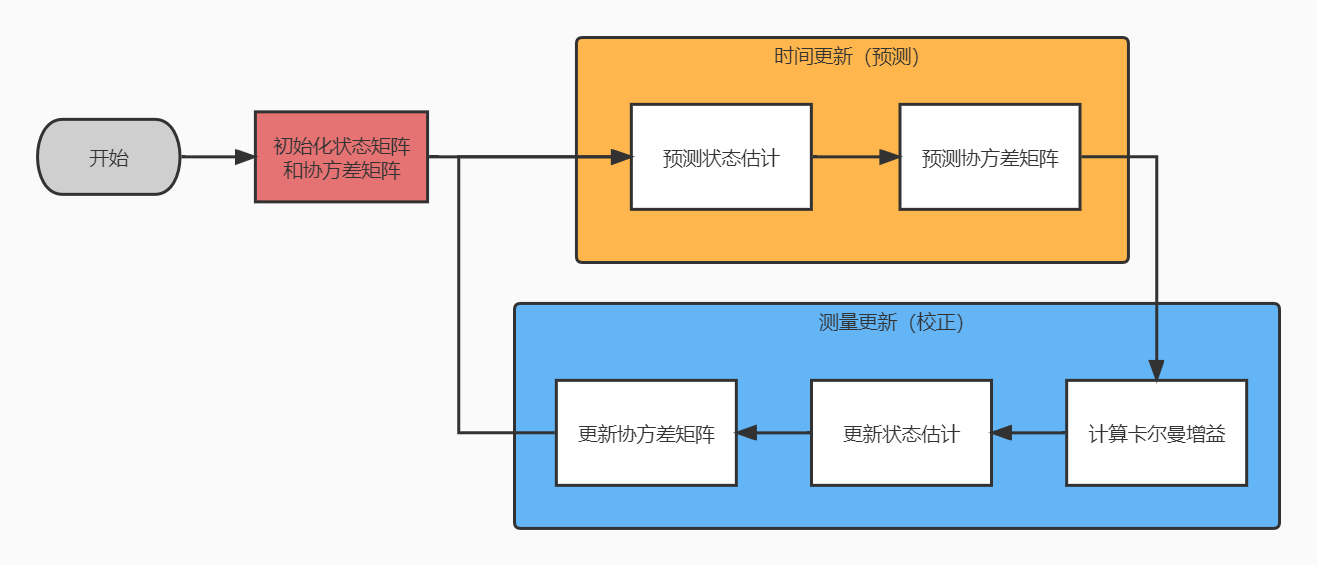 开始
初始化状态矩阵
和协方差矩阵
时间更新（预测）
预测状态估计
预测协方差矩阵
测量更新（校正）
更新协方差矩阵
更新状态估计
计算卡尔曼增益